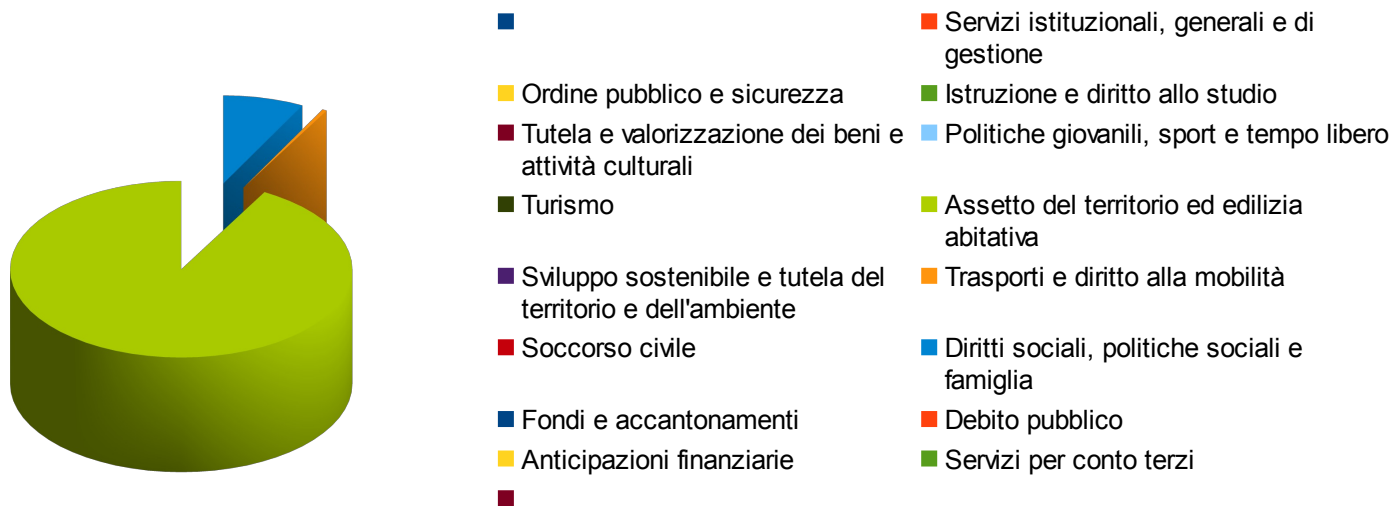 Servizi istituzionali, generali e di
gestione
Ordine pubblico e sicurezza
Istruzione e diritto allo studio
Tutela e valorizzazione dei beni e
attività culturali
Politiche giovanili, sport e tempo libero
Turismo
Assetto del territorio ed edilizia
abitativa
Sviluppo sostenibile e tutela del
territorio e dell'ambiente
Trasporti e diritto alla mobilità
Soccorso civile
Diritti sociali, politiche sociali e
famiglia
Fondi e accantonamenti
Debito pubblico
Anticipazioni finanziarie
Servizi per conto terzi